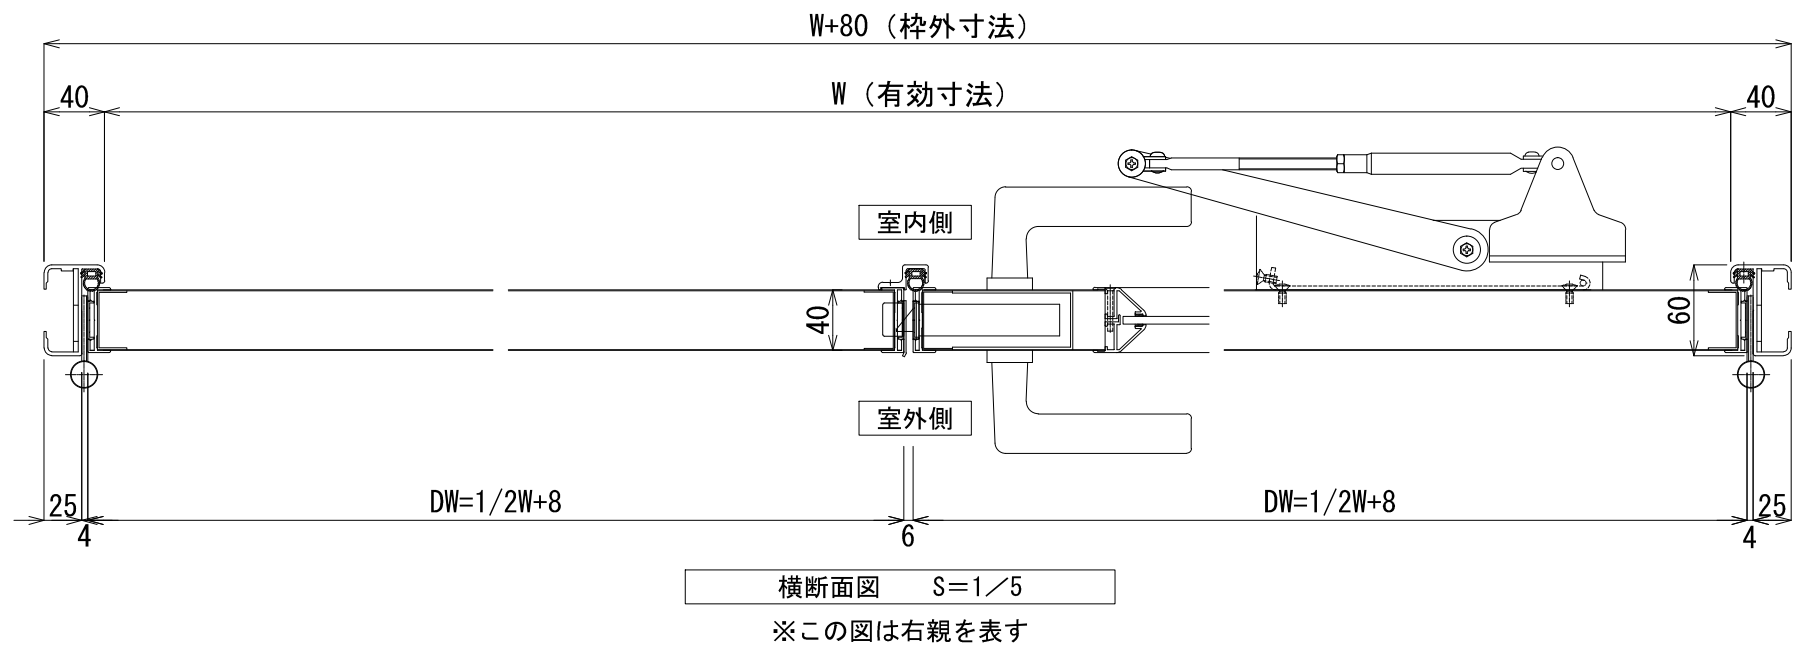 W+80（枠外寸法）
40 W（有効寸法） 40
室内側
40 60
室外側
25 DW=1/2W+8 DW=1/2W+8 25
4 6 4
横断面図 S＝1／5
※この図は右親を表す